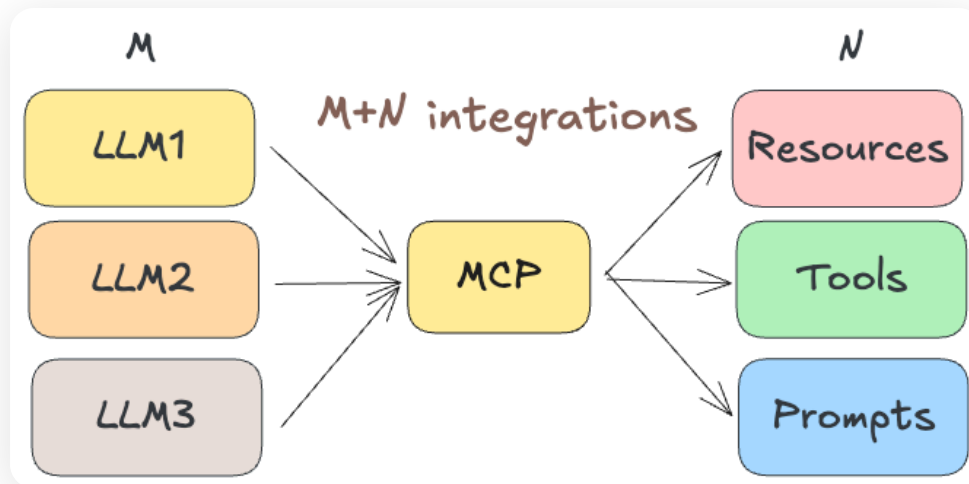 M
N
M+N integrations
LLM1
Resources
LLM2
MCP
Tools
LLM3
Prompts